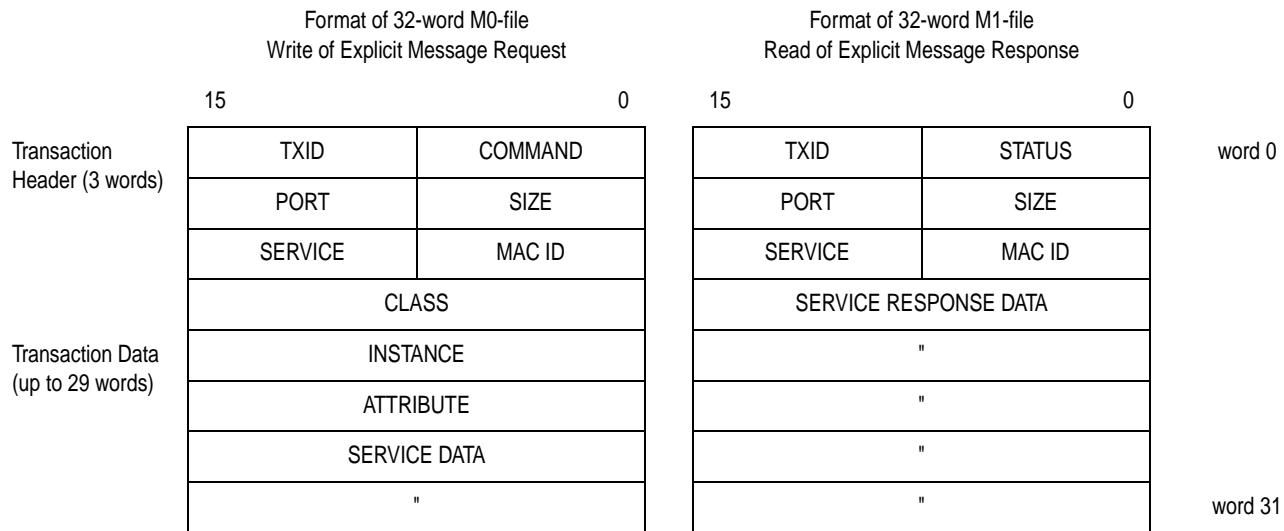 Format of 32-word M0-file
Write of Explicit Message Request
Format of 32-word M1-file
Read of Explicit Message Response
15 0 15 0
Transaction
Header (3 words)
TXID COMMAND TXID STATUS word 0
PORT SIZE PORT SIZE
SERVICE MAC ID SERVICE MAC ID
CLASS SERVICE RESPONSE DATA
Transaction Data
(up to 29 words)
INSTANCE "
ATTRIBUTE "
SERVICE DATA "
" " word 31